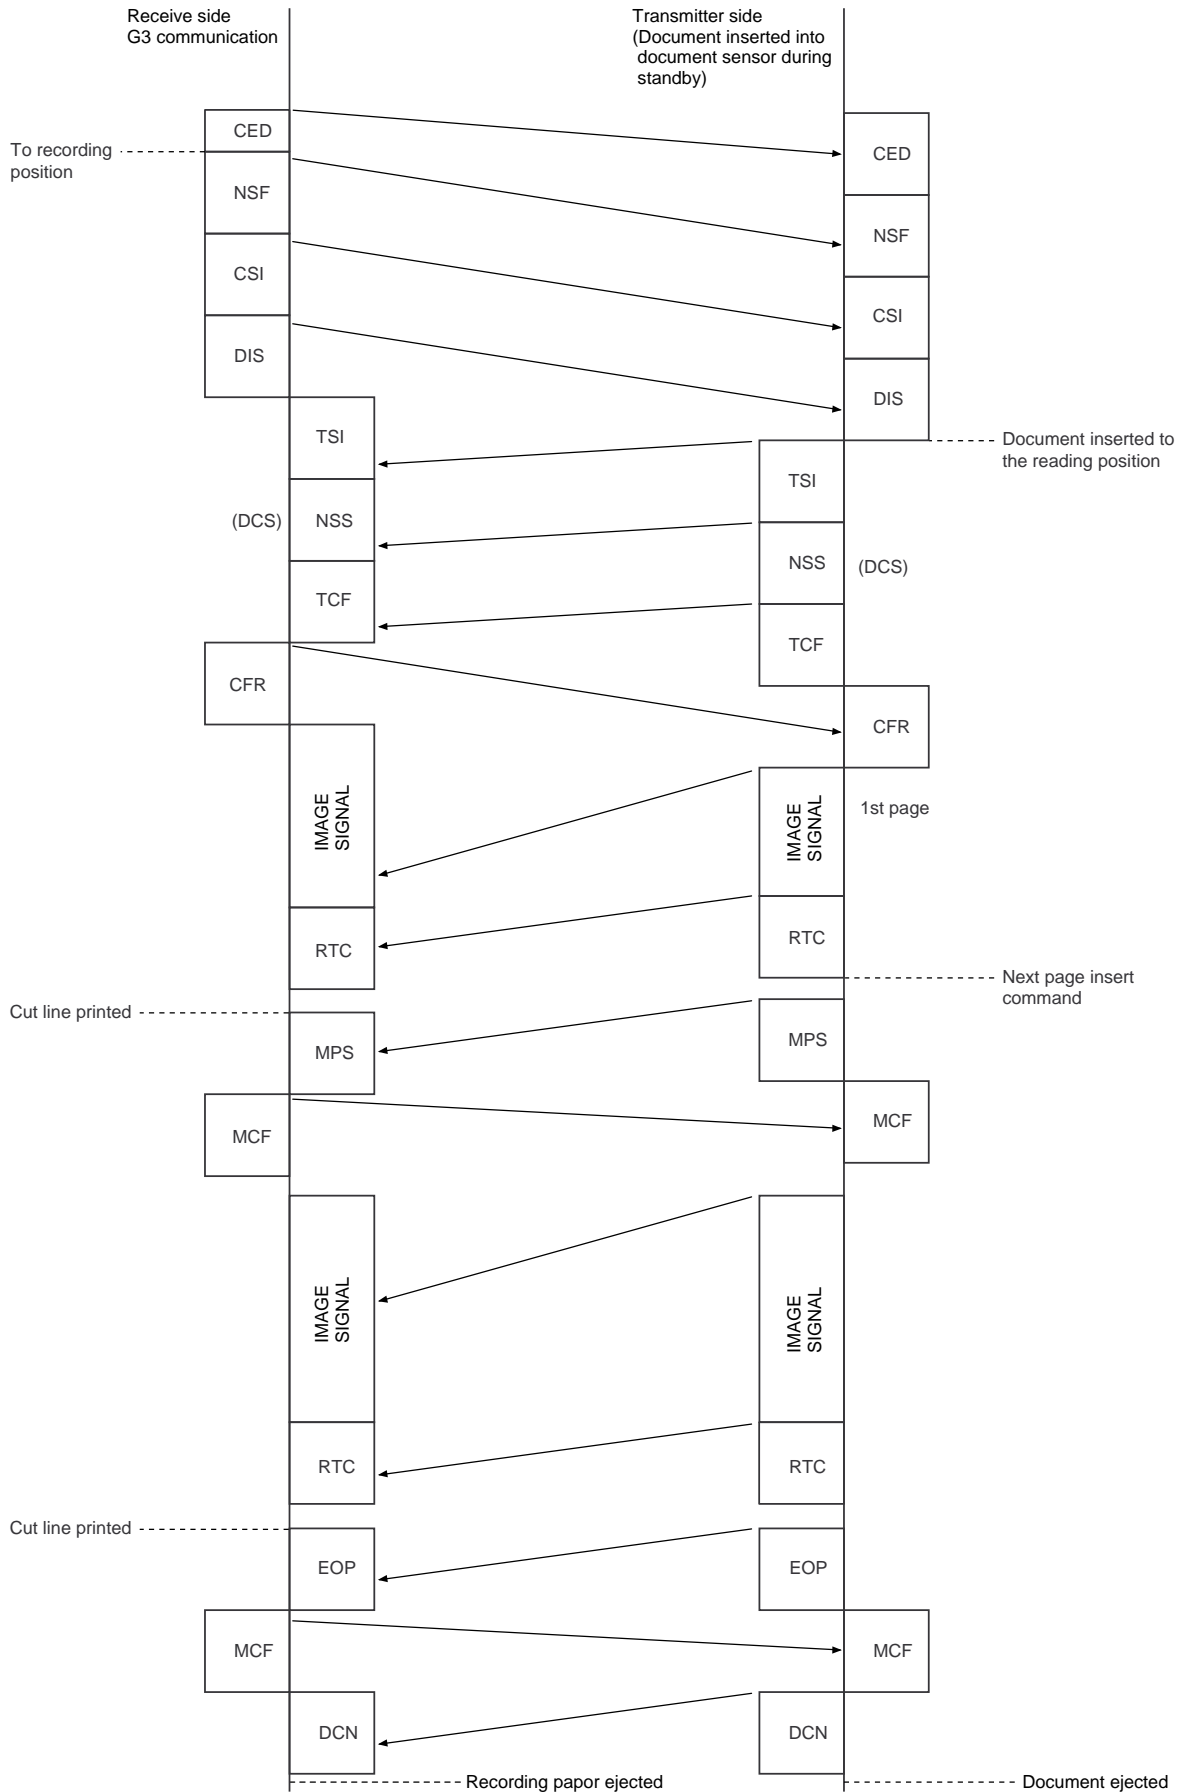 Receive side
G3 communication
Transmitter side
(Document inserted into
document sensor during
standby)
CED
CED
To recording
position
NSF
NSF
CSI
CSI
DIS
DIS
TSI
Document inserted to
the reading position
TSI
(DCS)
NSS
NSS
(DCS)
TCF
TCF
CFR
CFR
IMAGE
SIGNAL
IMAGE
SIGNAL
1st page
RTC
RTC
Next page insert
command
Cut line printed
MPS
MPS
MCF
MCF
IMAGE
SIGNAL
IMAGE
SIGNAL
RTC
RTC
Cut line printed
EOP
EOP
MCF
MCF
DCN
DCN
Recording papor ejected
Document ejected